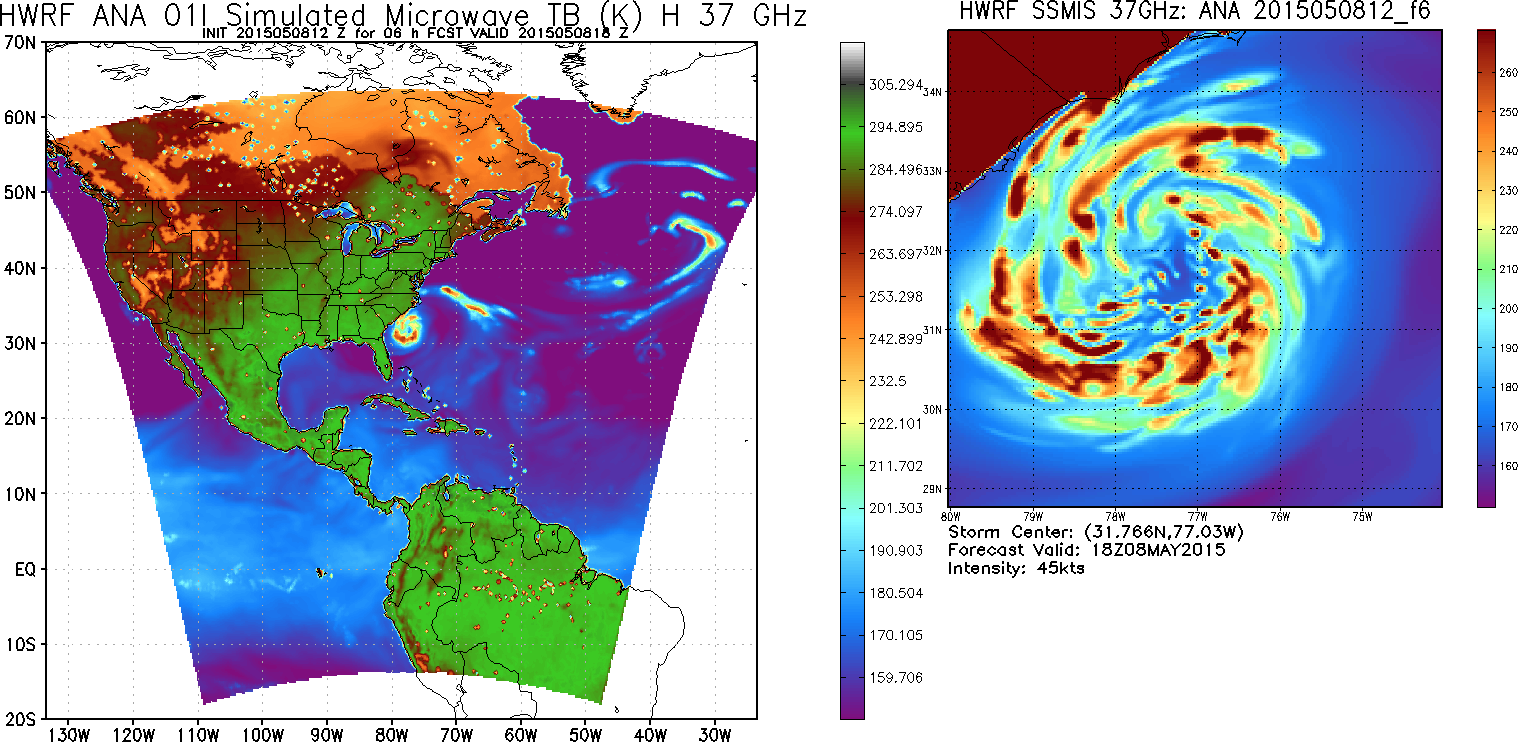 HWRF ANA 01L Simulated Microwave TB (K) H 37 GHz
INIT 2015050812 Z for 06 h FCST VALID 2015050818 Z
70N
60N
50N
40N
30N
20N
10N
EQ
10S
20S
130W 120W 110W 100W 90W 80W 70W 60W 50W 40W 30W
305.294
294.895
284.496
274.097
263.697
253.298
242.899
232.5
222.101
211.702
201.303
190.903
180.504
170.105
159.706
HWRF SSMIS 37GHz: ANA 2015050812_f6
34N
33N
32N
31N
30N
29N
80W 79W 78W 77W 76W 75W
260
250
240
230
220
210
200
190
180
170
160
Storm Center: (31.766N,77.03W)
Forecast Valid: 18Z08MAY2015
Intensity: 45kts